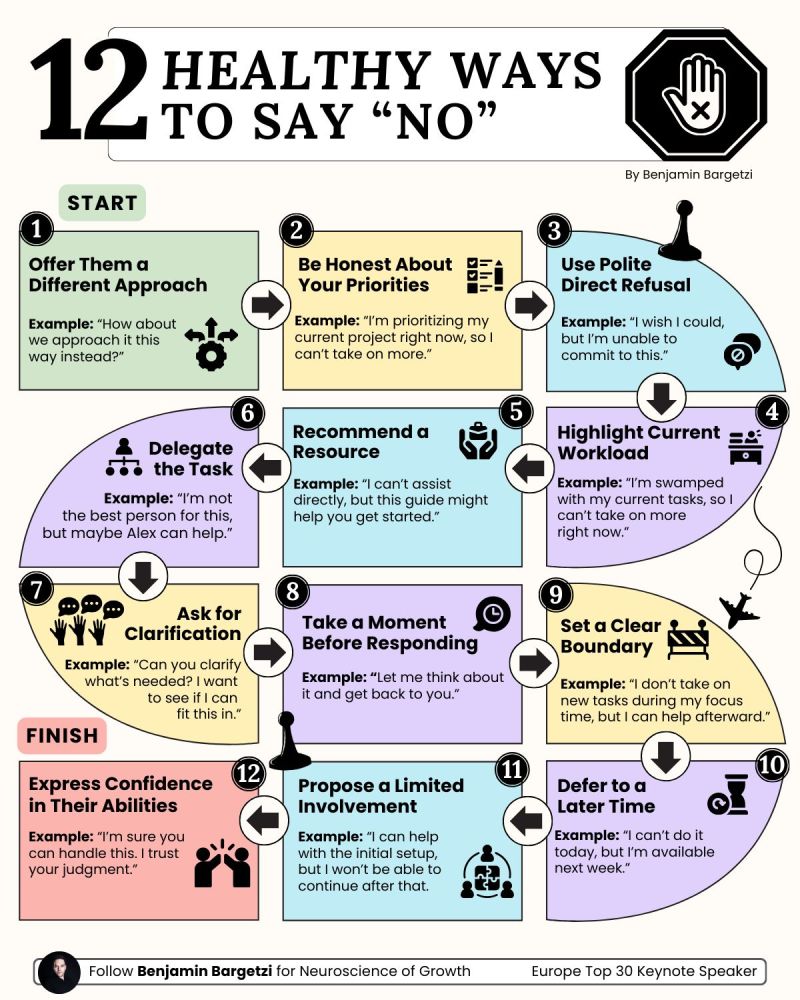 12 HEALTHY WAYS
TO SAY “NO”
By Benjamin Bargetzi
START
1
Offer Them a
Different Approach
Example: “How about
we approach it this
way instead?”
2
Be Honest About
Your Priorities
Example: “I’m prioritizing my
current project right now, so I
can’t take on more.”
3
Use Polite
Direct Refusal
Example: “I wish I could,
but I’m unable to
commit to this.”
4
Highlight Current
Workload
Example: “I’m swamped
with my current tasks, so I
can’t take on more
right now.”
5
Recommend a
Resource
Example: “I can’t assist
directly, but this guide might
help you get started.”
6
Delegate
the Task
Example: “I’m not
the best person for this,
but maybe Alex can help.”
7
Ask for
Clarification
Example: “Can you clarify
what’s needed? I want
to see if I can
fit this in.”
8
Take a Moment
Before Responding
Example: “Let me think about
it and get back to you.”
9
Set a Clear
Boundary
Example: “I don’t take on
new tasks during my focus
time, but I can help afterward.”
10
Defer to a
Later Time
Example: “I can’t do it
today, but I’m available
next week.”
11
Propose a Limited
Involvement
Example: “I can help
with the initial setup,
but I won’t be able to
continue after that.
FINISH
12
Express Confidence
in Their Abilities
Example: “I’m sure you
can handle this. I trust
your judgment.”
Follow Benjamin Bargetzi for Neuroscience of Growth
Europe Top 30 Keynote Speaker